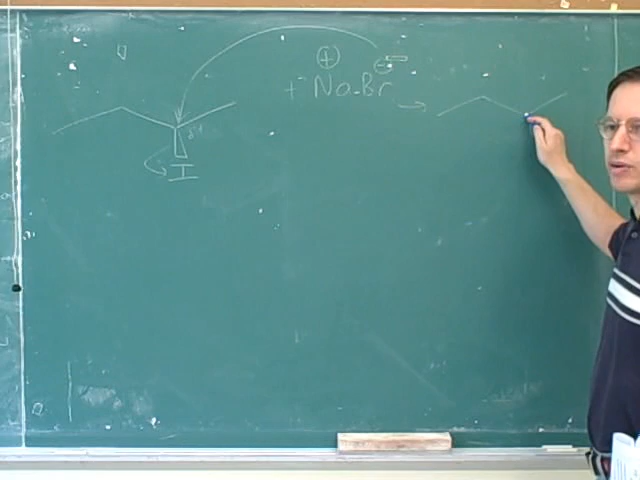 ⊕ ⊖
+ Na-Br →
δ+
I